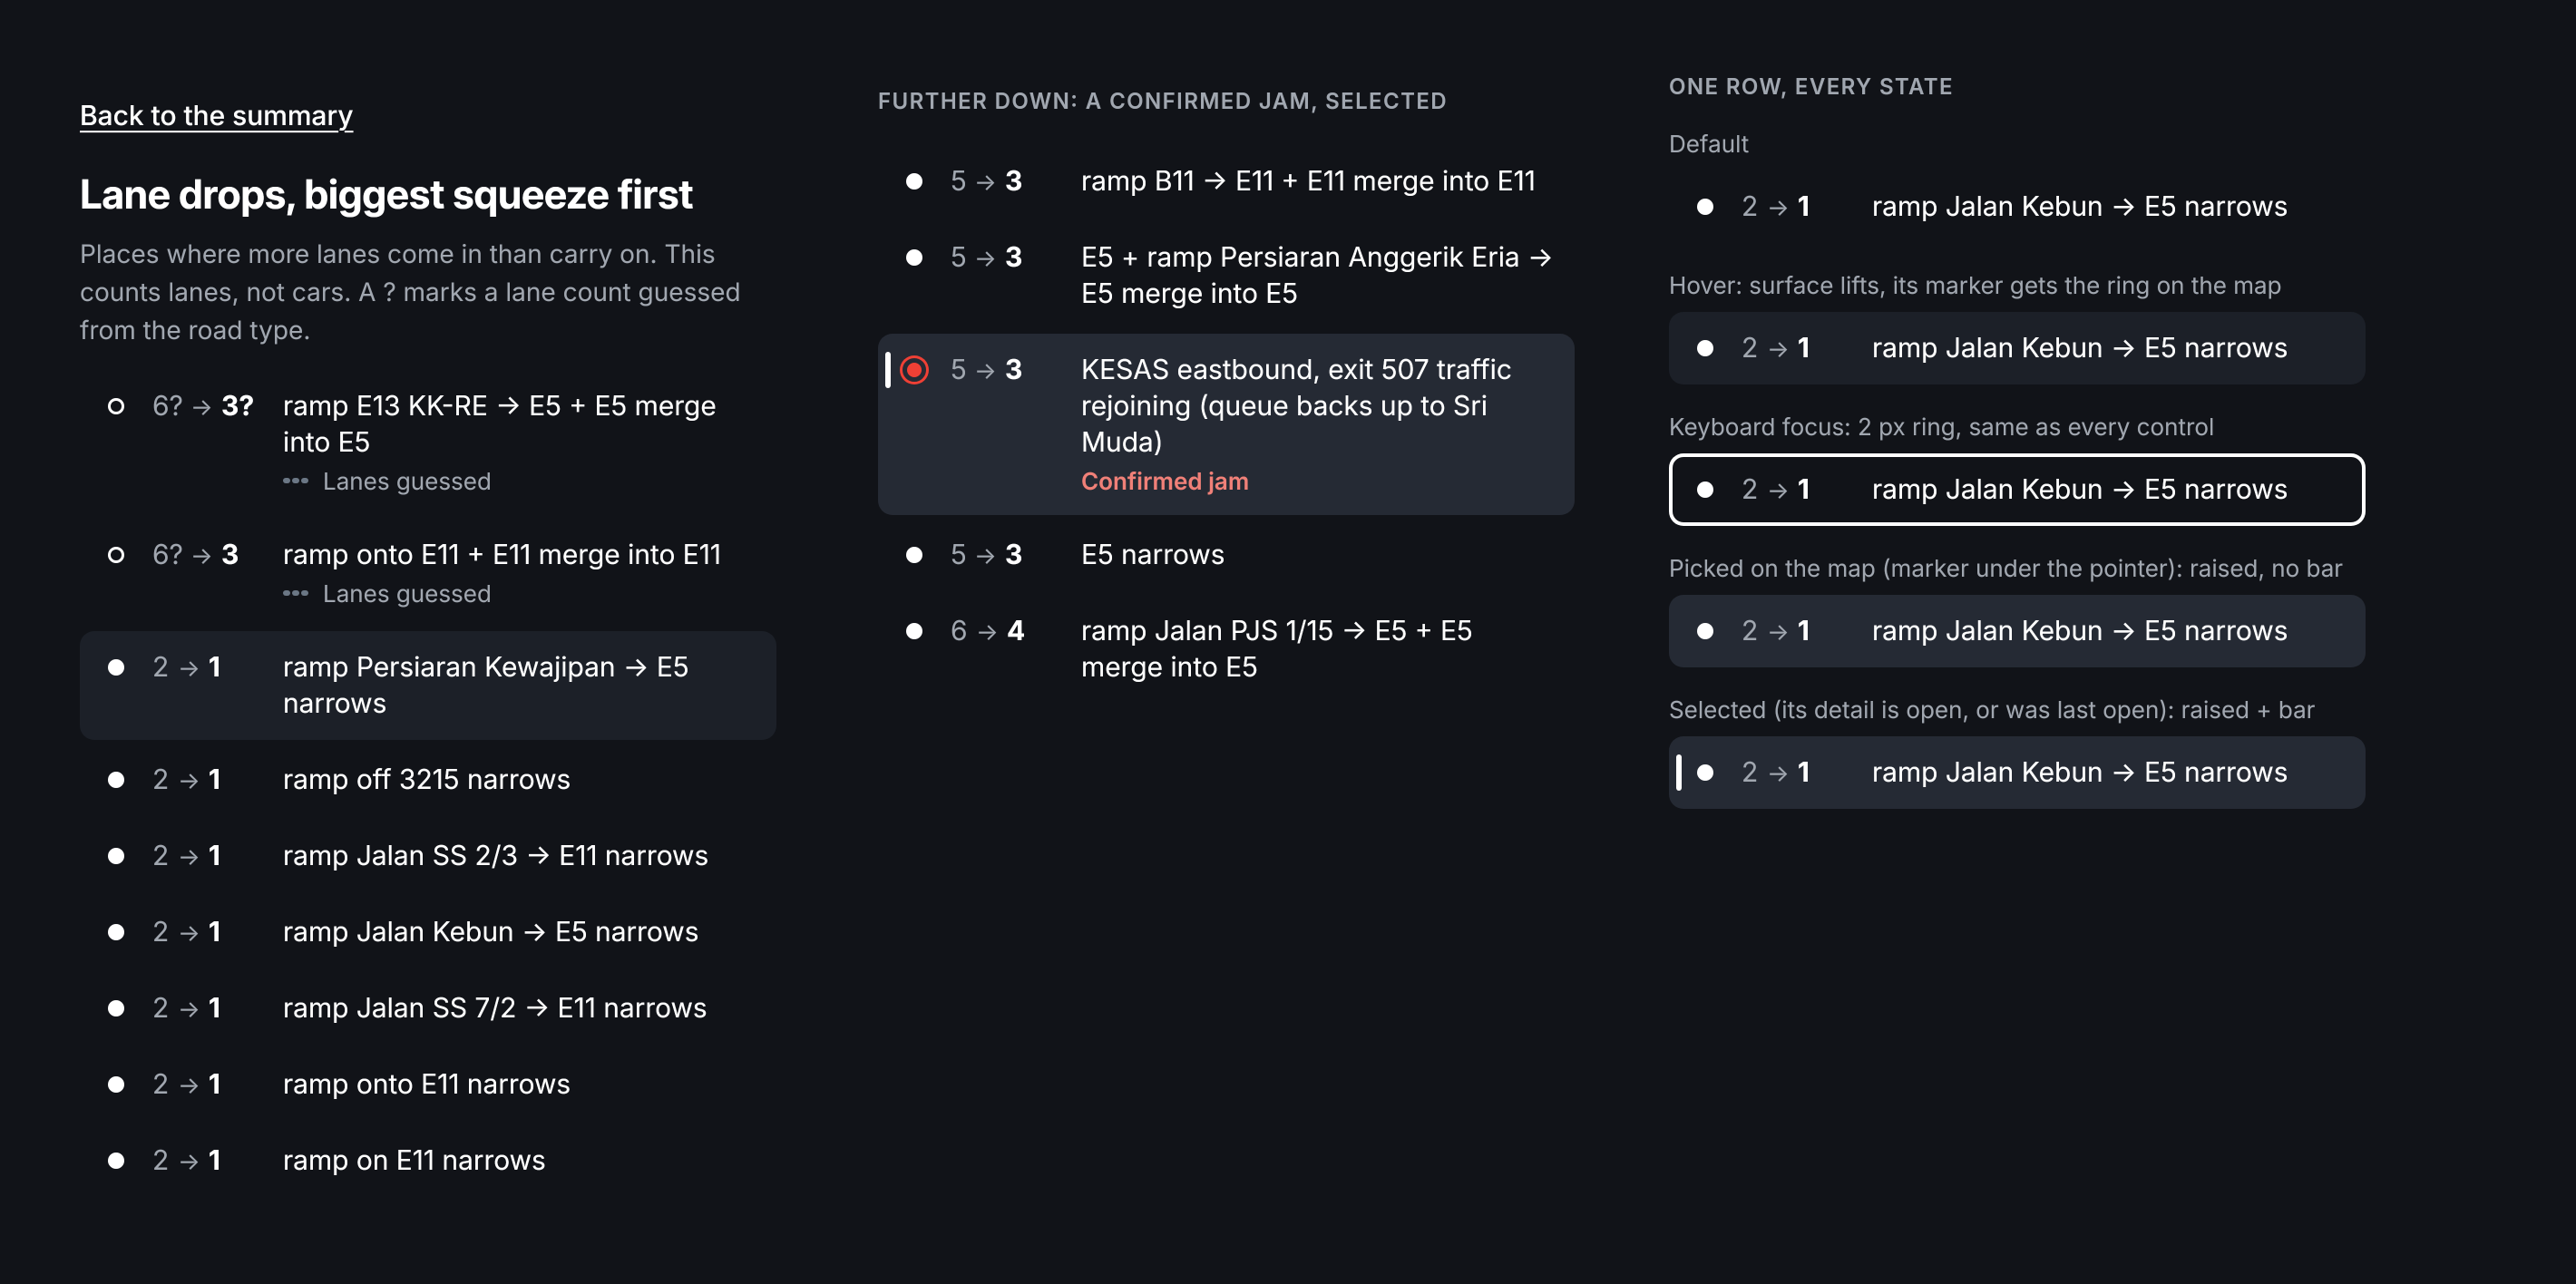 Back to the summary
Lane drops, biggest squeeze first
Places where more lanes come in than carry on. This
counts lanes, not cars. A ? marks a lane count guessed
from the road type.
6? → 3? ramp E13 KK-RE → E5 + E5 merge
into E5
Lanes guessed
6? → 3 ramp onto E11 + E11 merge into E11
Lanes guessed
2 → 1 ramp Persiaran Kewajipan → E5
narrows
2 → 1 ramp off 3215 narrows
2 → 1 ramp Jalan SS 2/3 → E11 narrows
2 → 1 ramp Jalan Kebun → E5 narrows
2 → 1 ramp Jalan SS 7/2 → E11 narrows
2 → 1 ramp onto E11 narrows
2 → 1 ramp on E11 narrows
FURTHER DOWN: A CONFIRMED JAM, SELECTED
5 → 3 ramp B11 → E11 + E11 merge into E11
5 → 3 E5 + ramp Persiaran Anggerik Eria →
E5 merge into E5
5 → 3 KESAS eastbound, exit 507 traffic
rejoining (queue backs up to Sri
Muda)
Confirmed jam
5 → 3 E5 narrows
6 → 4 ramp Jalan PJS 1/15 → E5 + E5
merge into E5
ONE ROW, EVERY STATE
Default
2 → 1 ramp Jalan Kebun → E5 narrows
Hover: surface lifts, its marker gets the ring on the map
2 → 1 ramp Jalan Kebun → E5 narrows
Keyboard focus: 2 px ring, same as every control
2 → 1 ramp Jalan Kebun → E5 narrows
Picked on the map (marker under the pointer): raised, no bar
2 → 1 ramp Jalan Kebun → E5 narrows
Selected (its detail is open, or was last open): raised + bar
2 → 1 ramp Jalan Kebun → E5 narrows